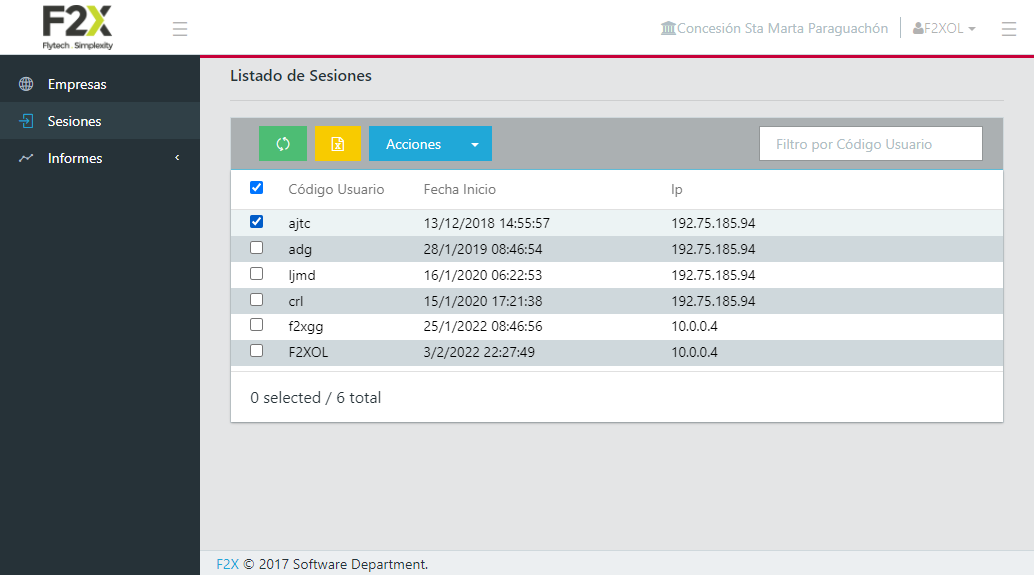 F2X
Flytech . Simplexity
Concesión Sta Marta Paraguachón
F2XOL
Empresas
Sesiones
Informes
Listado de Sesiones
Acciones
Filtro por Código Usuario
Código Usuario Fecha Inicio Ip
ajtc 13/12/2018 14:55:57 192.75.185.94
adg 28/1/2019 08:46:54 192.75.185.94
ljmd 16/1/2020 06:22:53 192.75.185.94
crl 15/1/2020 17:21:38 192.75.185.94
f2xgg 25/1/2022 08:46:56 10.0.0.4
F2XOL 3/2/2022 22:27:49 10.0.0.4
0 selected / 6 total
F2X © 2017 Software Department.